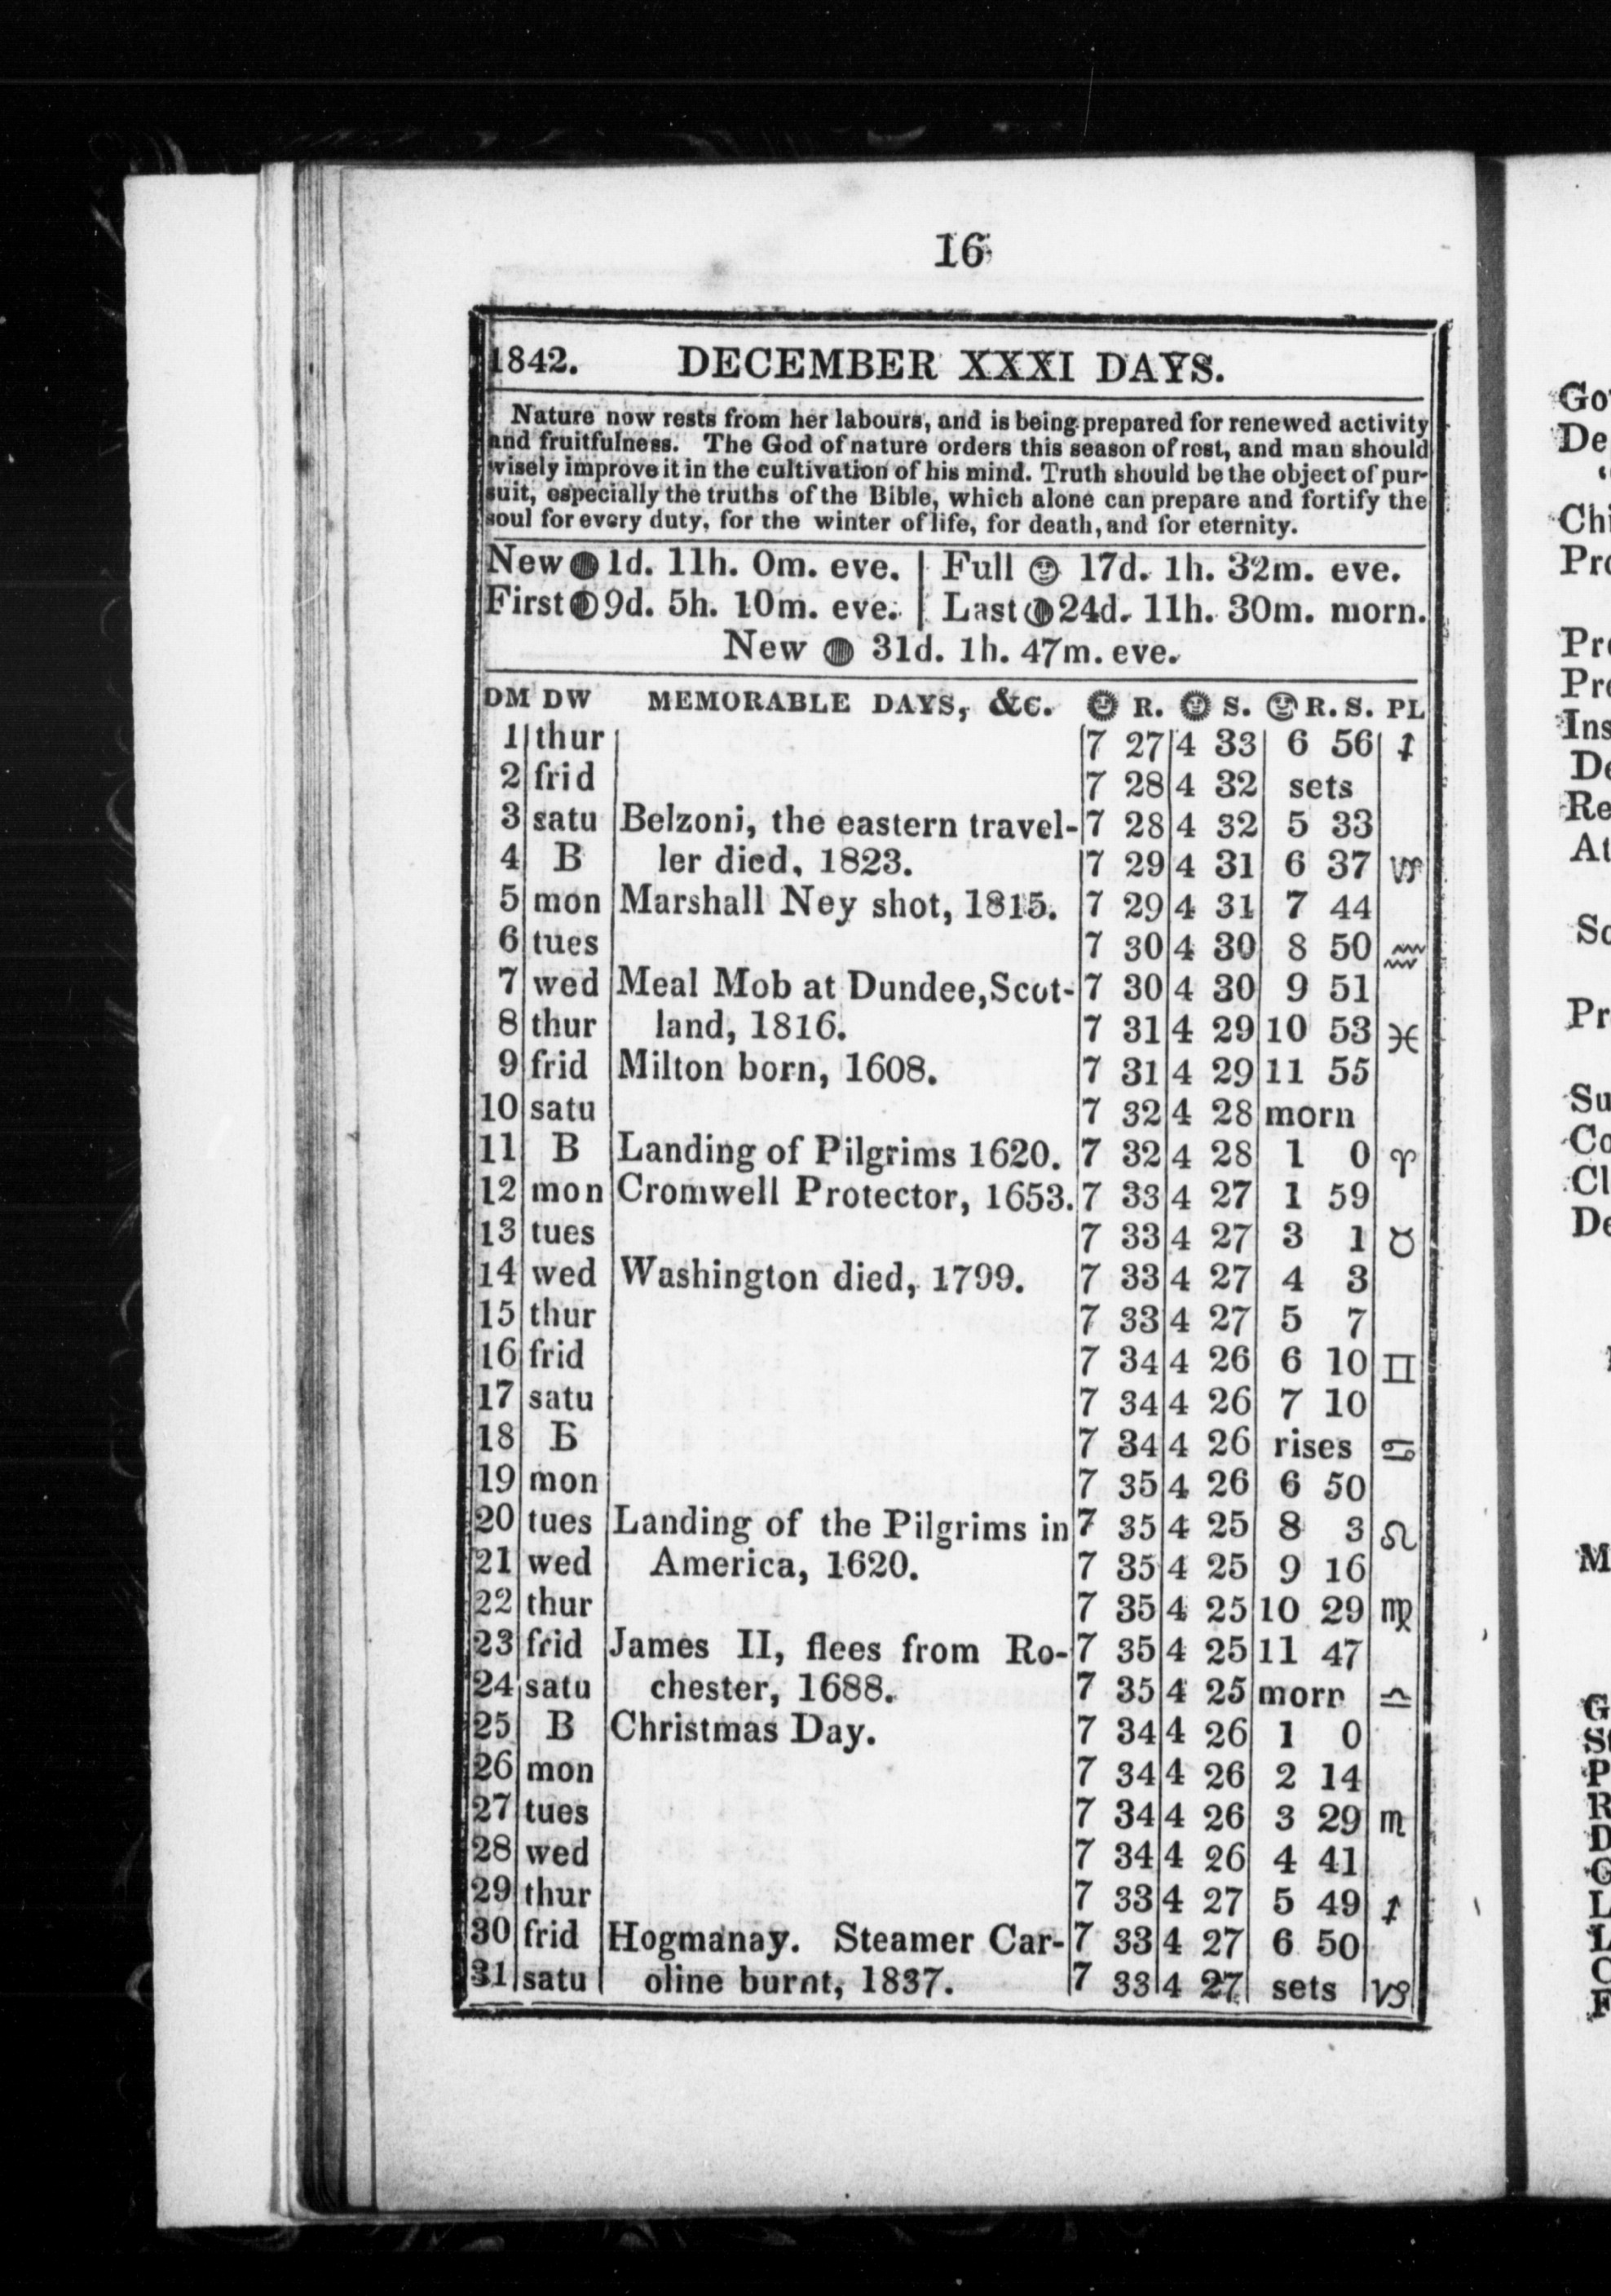 16
1842. DECEMBER XXXI DAYS.
Nature now rests from her labours, and is being prepared for renewed activity
and fruitfulness. The God of nature orders this season of rest, and man should
wisely improve it in the cultivation of his mind. Truth should be the object of pur-
suit, especially the truths of the Bible, which alone can prepare and fortify the
soul for every duty, for the winter of life, for death, and for eternity.
New 1d. 11h. 0m. eve. | Full 17d. 1h. 32m. eve.
First 9d. 5h. 10m. eve. | Last 24d. 11h. 30m. morn.
New 31d. 1h. 47m. eve.
DM DW MEMORABLE DAYS, &C. R. S. R. S. PL
1 thur 7 27 4 33 6 56 ♐
2 frid 7 28 4 32 sets
3 satu Belzoni, the eastern travel- 7 28 4 32 5 33
4 B ler died, 1823. 7 29 4 31 6 37 ♑
5 mon Marshall Ney shot, 1815. 7 29 4 31 7 44
6 tues 7 30 4 30 8 50 ♒
7 wed Meal Mob at Dundee, Scot- 7 30 4 30 9 51
8 thur land, 1816. 7 31 4 29 10 53 ♓
9 frid Milton born, 1608. 7 31 4 29 11 55
10 satu 7 32 4 28 morn
11 B Landing of Pilgrims 1620. 7 32 4 28 1 0 ♈
12 mon Cromwell Protector, 1653. 7 33 4 27 1 59
13 tues 7 33 4 27 3 1 ♉
14 wed Washington died, 1799. 7 33 4 27 4 3
15 thur 7 33 4 27 5 7
16 frid 7 34 4 26 6 10 ♊
17 satu 7 34 4 26 7 10
18 B 7 34 4 26 rises ♋
19 mon 7 35 4 26 6 50
20 tues Landing of the Pilgrims in 7 35 4 25 8 3 ♌
21 wed America, 1620. 7 35 4 25 9 16
22 thur 7 35 4 25 10 29 ♍
23 frid James II, flees from Ro- 7 35 4 25 11 47
24 satu chester, 1688. 7 35 4 25 morn ♎
25 B Christmas Day. 7 34 4 26 1 0
26 mon 7 34 4 26 2 14
27 tues 7 34 4 26 3 29 ♏
28 wed 7 34 4 26 4 41
29 thur 7 33 4 27 5 49 ♐
30 frid Hogmanay. Steamer Car- 7 33 4 27 6 50
31 satu oline burnt, 1837. 7 33 4 27 sets ♑